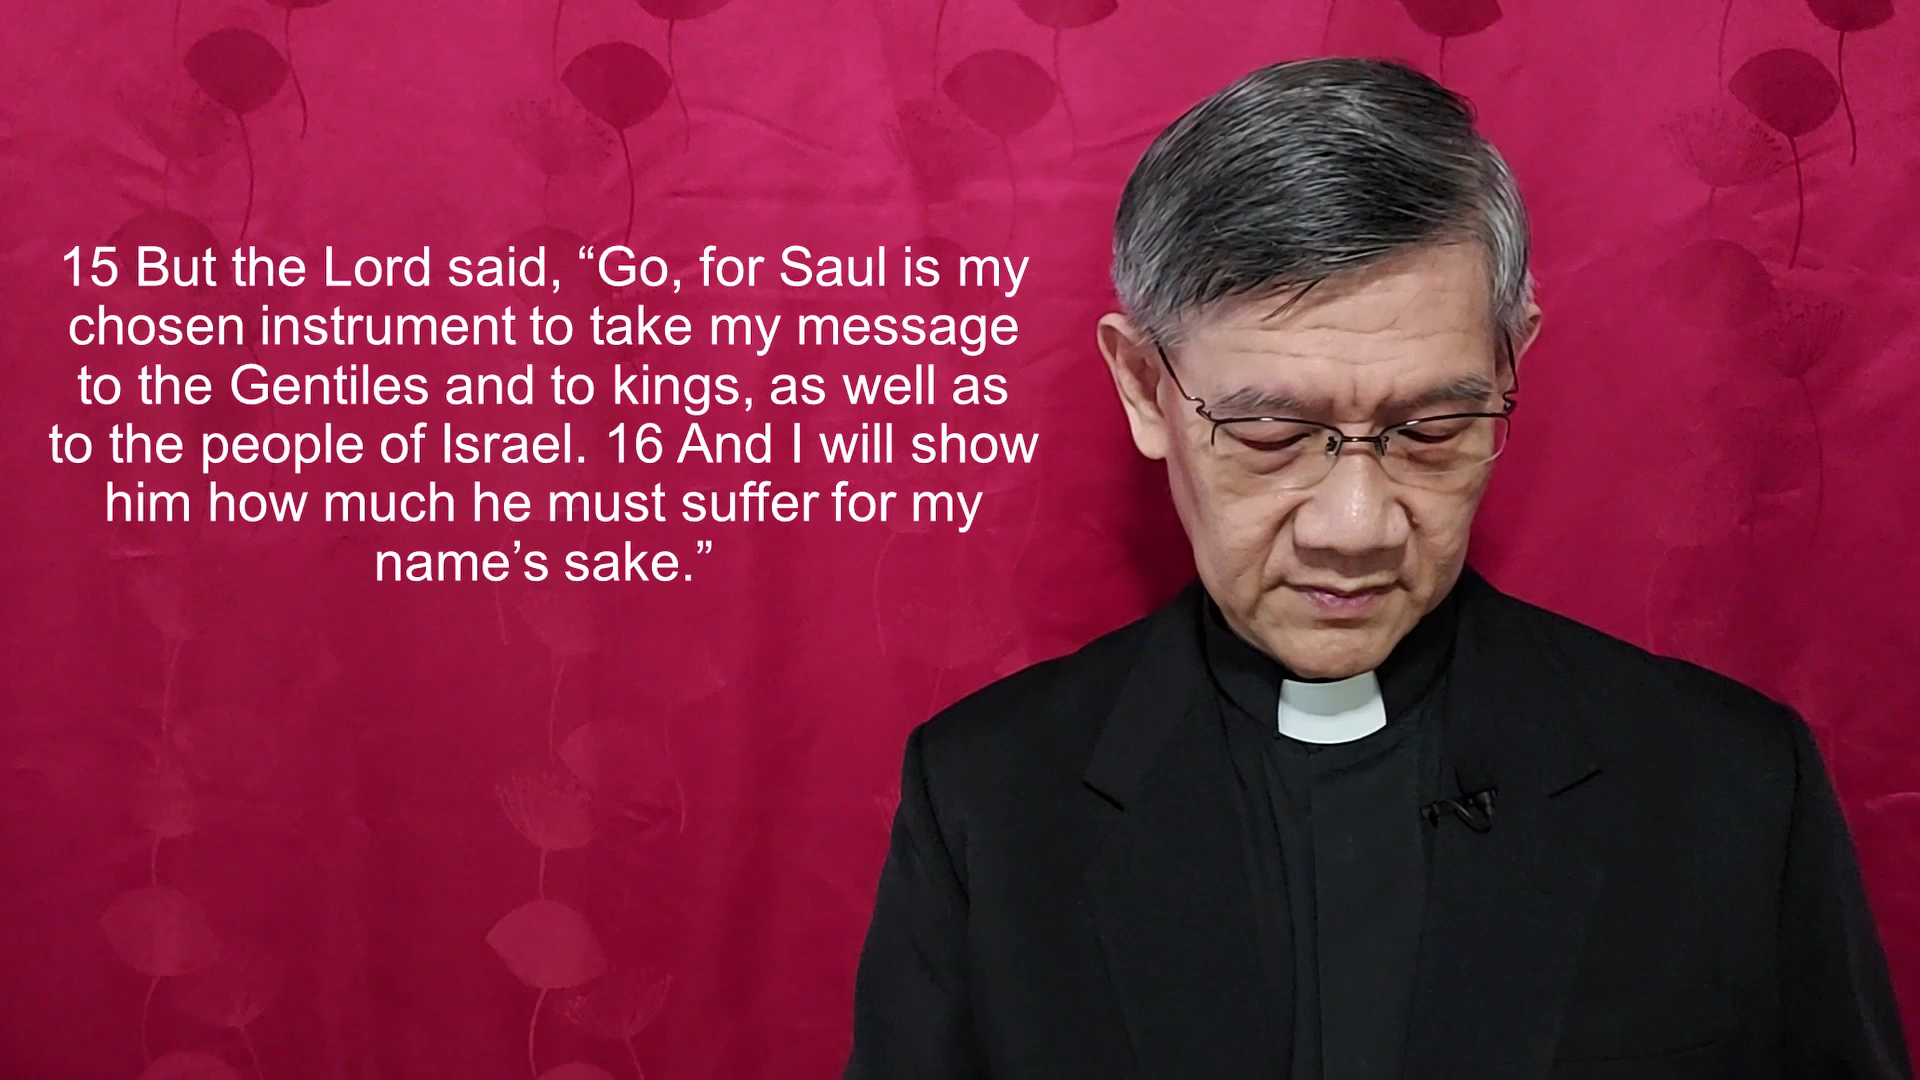 15 But the Lord said, “Go, for Saul is my
chosen instrument to take my message
to the Gentiles and to kings, as well as
to the people of Israel. 16 And I will show
him how much he must suffer for my
name’s sake.”